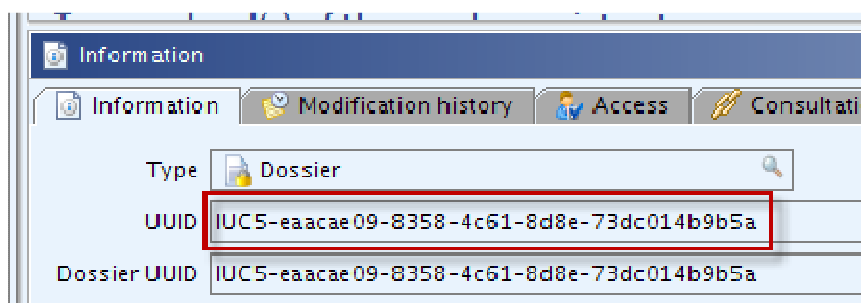 Information
Information Modification history Access Consultati
Type Dossier
UUID IUC5-eaacae09-8358-4c61-8d8e-73dc014b9b5a
Dossier UUID IUC5-eaacae09-8358-4c61-8d8e-73dc014b9b5a